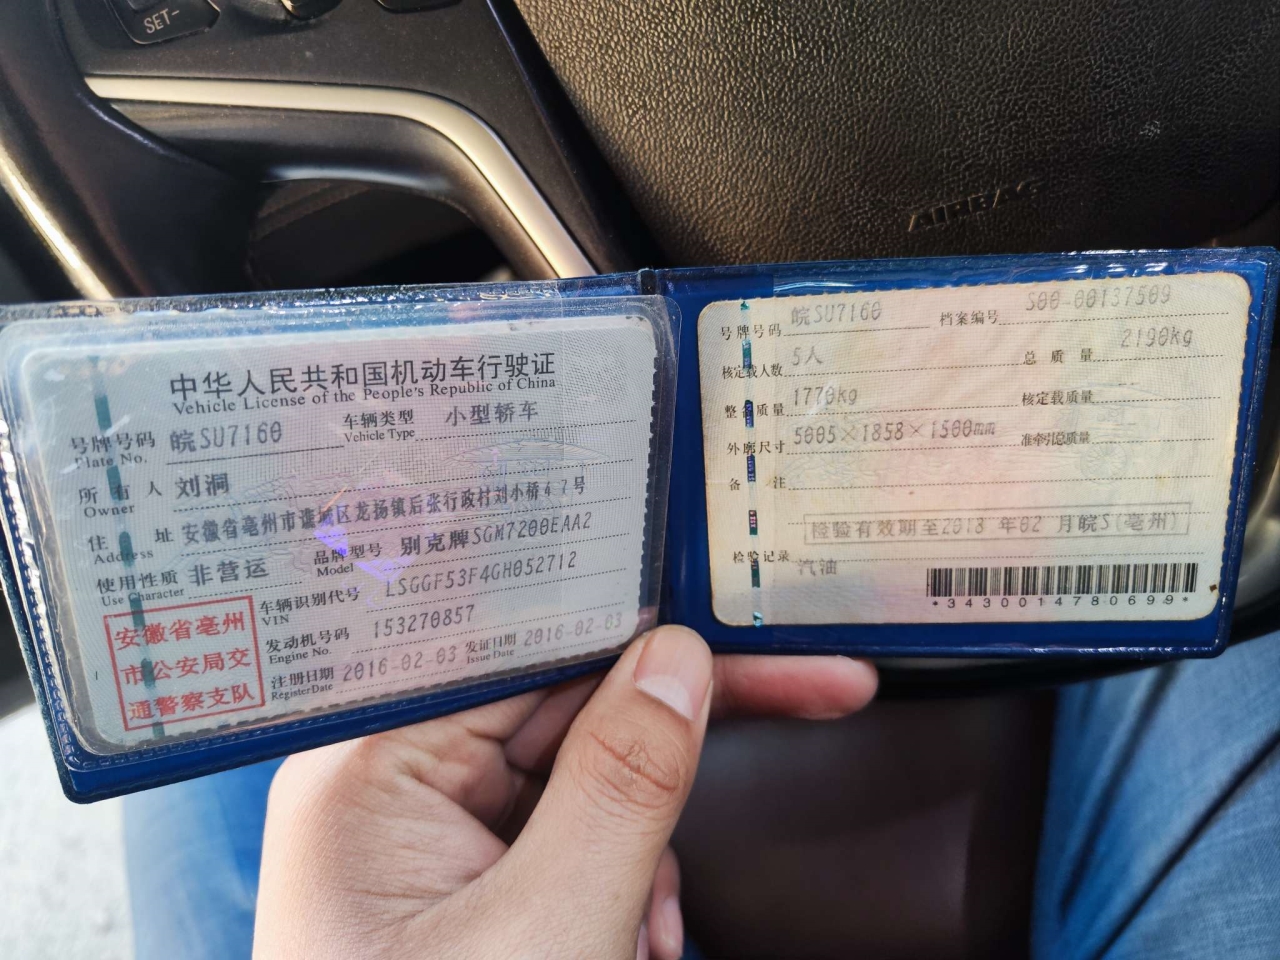 SET-
AIRBAG
中华人民共和国机动车行驶证
Vehicle License of the People's Republic of China
号牌号码 皖SU7160 车辆类型 小型轿车
Plate No. Vehicle Type
所有人 刘洞
Owner
住址 安徽省亳州市谯城区龙扬镇后张行政村刘小桥47号
Address
使用性质 非营运 品牌型号 别克牌SGM7200EAA2
Use Character Model
车辆识别代号 LSGGF53F4GH052712
VIN
发动机号码 153270857
Engine No.
注册日期 2016-02-03 发证日期 2016-02-03
Register Date Issue Date
安徽省亳州
市公安局交
通警察支队
号牌号码 皖SU7160 档案编号 S00-00137509
核定载人数 5人 总质量 2190kg
整备质量 1770kg 核定载质量
外廓尺寸 5005×1858×1500mm 准牵引总质量
备注
检验有效期至2018年02月皖S(亳州)
检验记录
汽油
*3430014780699*